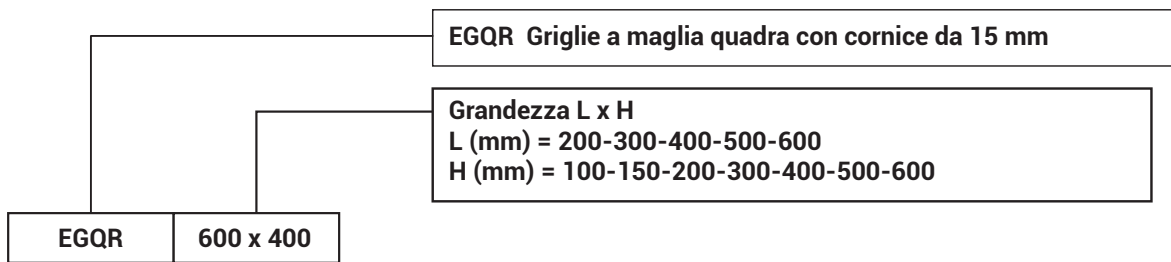 EGQR Griglie a maglia quadra con cornice da 15 mm
Grandezza L x H
L (mm) = 200-300-400-500-600
H (mm) = 100-150-200-300-400-500-600
EGQR 600 x 400